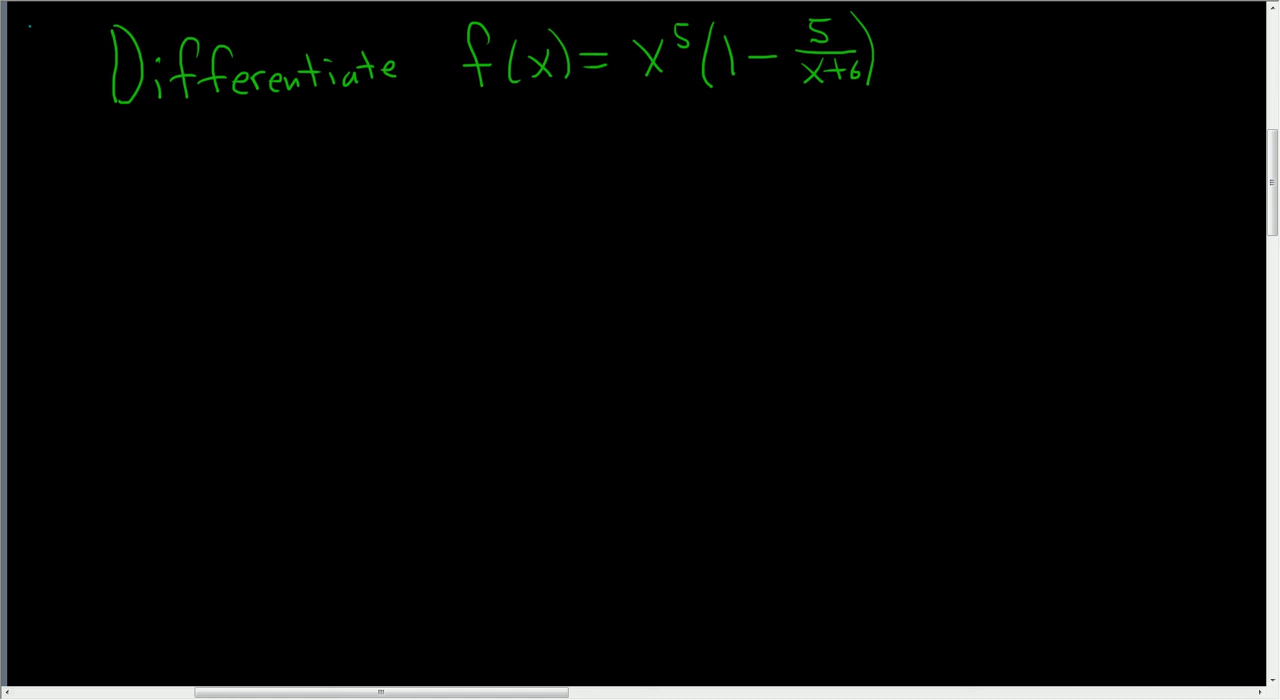 Differentiate f(x) = x^5(1 - 5/(x+6))